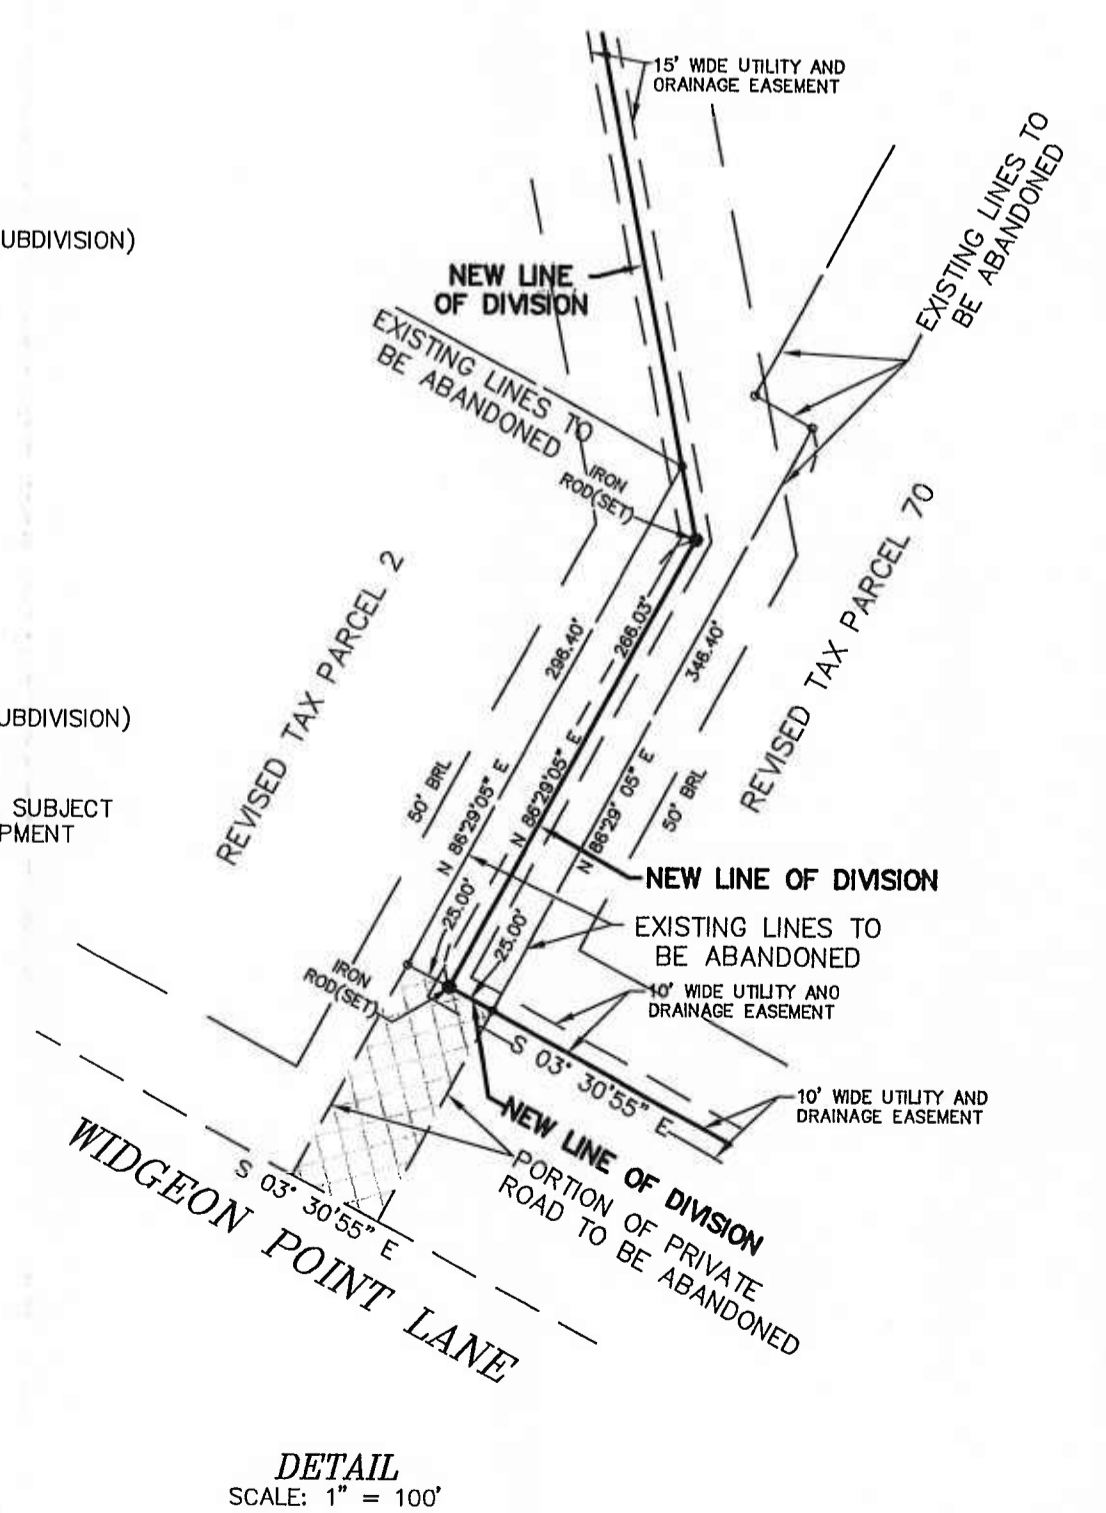 15' WIDE UTILITY AND
DRAINAGE EASEMENT
EXISTING LINES TO
BE ABANDONED
UBDIVISION)
NEW LINE
OF DIVISION
EXISTING LINES TO
BE ABANDONED
IRON
ROD(SET)
REVISED TAX PARCEL 2
REVISED TAX PARCEL 70
296.40'
266.03'
346.40'
UBDIVISION)
50' BRL
N 86°29'05" E
N 86°29'05" E
N 86°29' 05" E
50' BRL
SUBJECT
PMENT
NEW LINE OF DIVISION
25.00'
25.00'
EXISTING LINES TO
BE ABANDONED
IRON
ROD(SET)
10' WIDE UTILITY AND
DRAINAGE EASEMENT
S 03° 30'55" E
10' WIDE UTILITY AND
DRAINAGE EASEMENT
NEW LINE OF DIVISION
PORTION OF PRIVATE
ROAD TO BE ABANDONED
S 03° 30'55" E
WIDGEON POINT LANE
DETAIL
SCALE: 1" = 100'